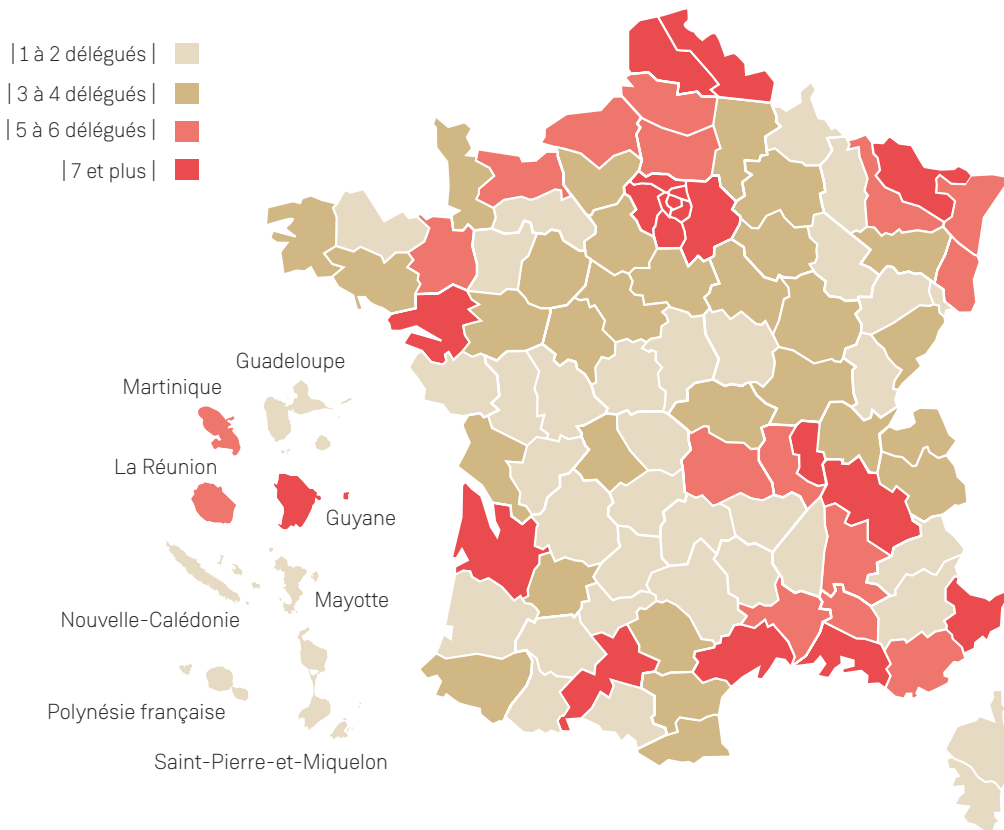 |1 à 2 délégués|
|3 à 4 délégués|
|5 à 6 délégués|
|7 et plus|
Guadeloupe
Martinique
La Réunion
Guyane
Mayotte
Nouvelle-Calédonie
Polynésie française
Saint-Pierre-et-Miquelon